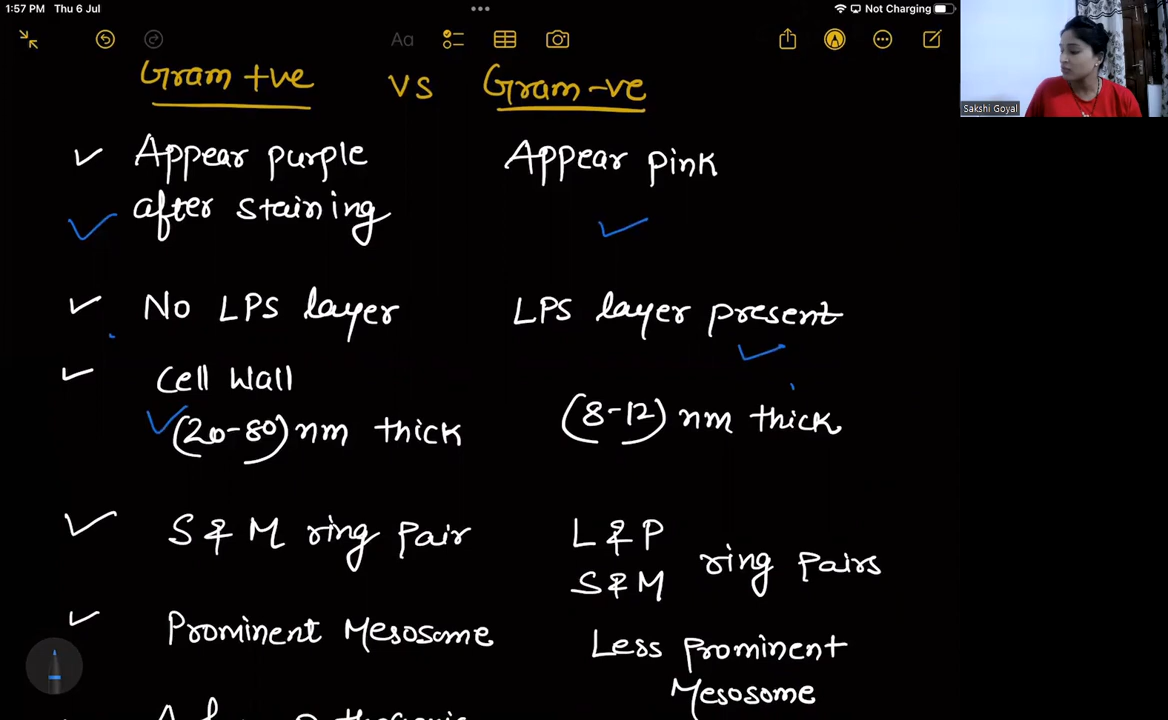 1:57 PM Thu 6 Jul
Not Charging
Aa
Sakshi Goyal
Gram +ve vs Gram -ve
Appear purple Appear pink
after staining
No LPS layer LPS layer present
Cell Wall
(20-80) nm thick (8-12) nm thick
S & M ring pair L & P
S & M ring pairs
Prominent Mesosome Less prominent
Mesosome